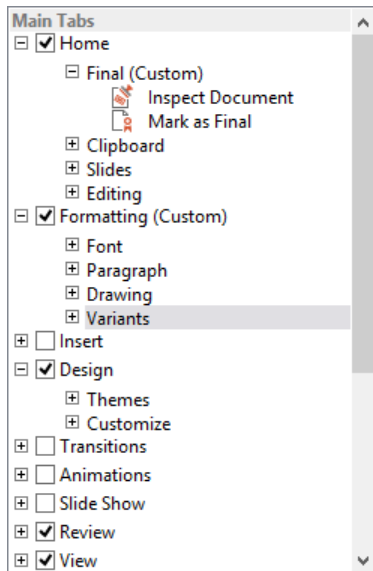 Main Tabs
Home
Final (Custom)
Inspect Document
Mark as Final
Clipboard
Slides
Editing
Formatting (Custom)
Font
Paragraph
Drawing
Variants
Insert
Design
Themes
Customize
Transitions
Animations
Slide Show
Review
View